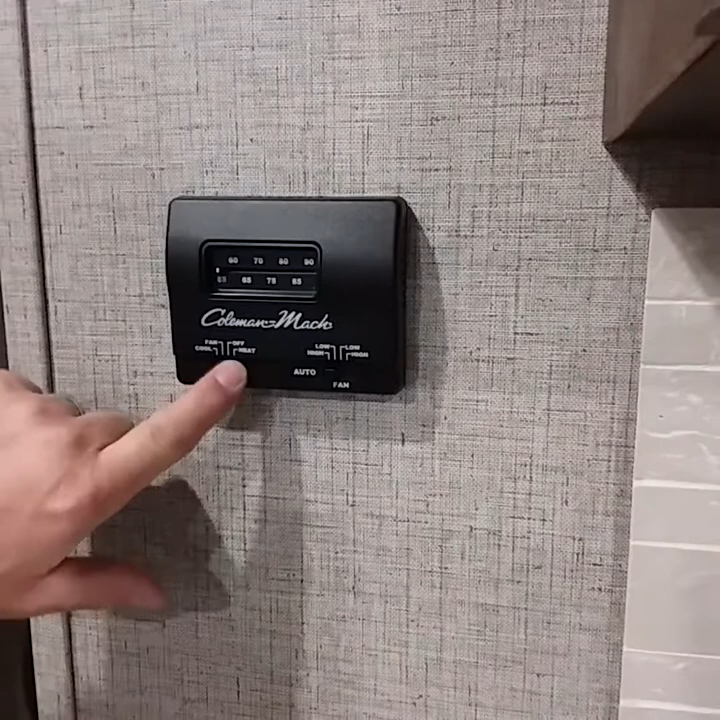 60 70 80 90
55 65 75 85
Coleman-Mach
FAN OFF LOW LOW
COOL HEAT HIGH HIGH
AUTO
FAN